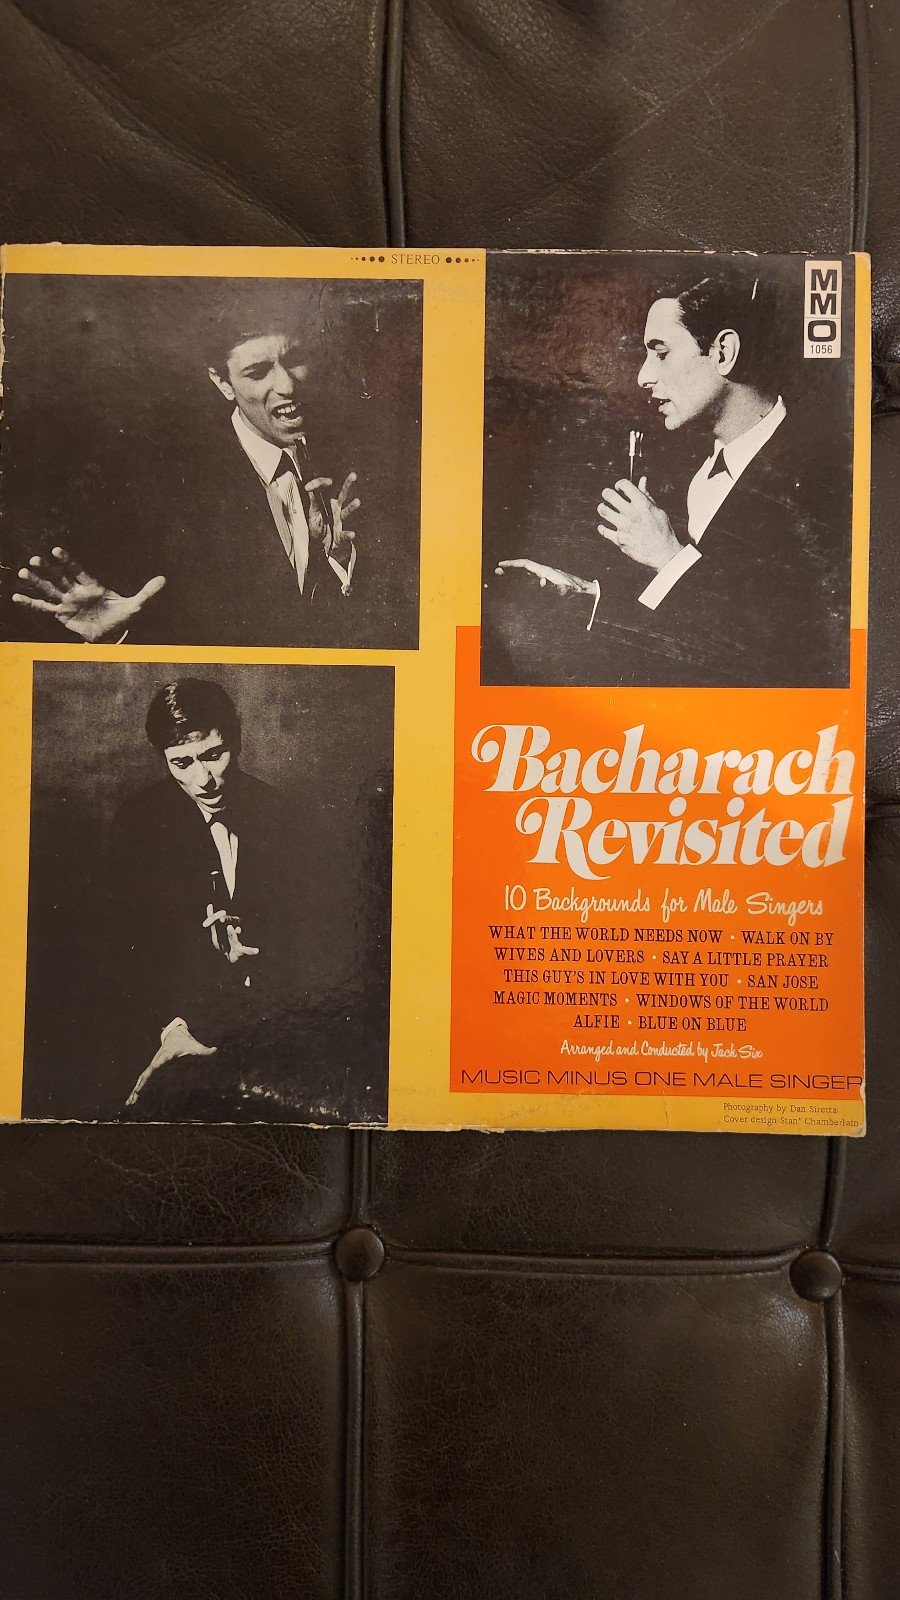 STEREO
MMO
1056
Bacharach
Revisited
10 Backgrounds for Male Singers
WHAT THE WORLD NEEDS NOW • WALK ON BY
WIVES AND LOVERS • SAY A LITTLE PRAYER
THIS GUY'S IN LOVE WITH YOU • SAN JOSE
MAGIC MOMENTS • WINDOWS OF THE WORLD
ALFIE • BLUE ON BLUE
Arranged and Conducted by Jack Six
MUSIC MINUS ONE MALE SINGER
Photography by Dan Siretta
Cover design Stan' Chamberlain